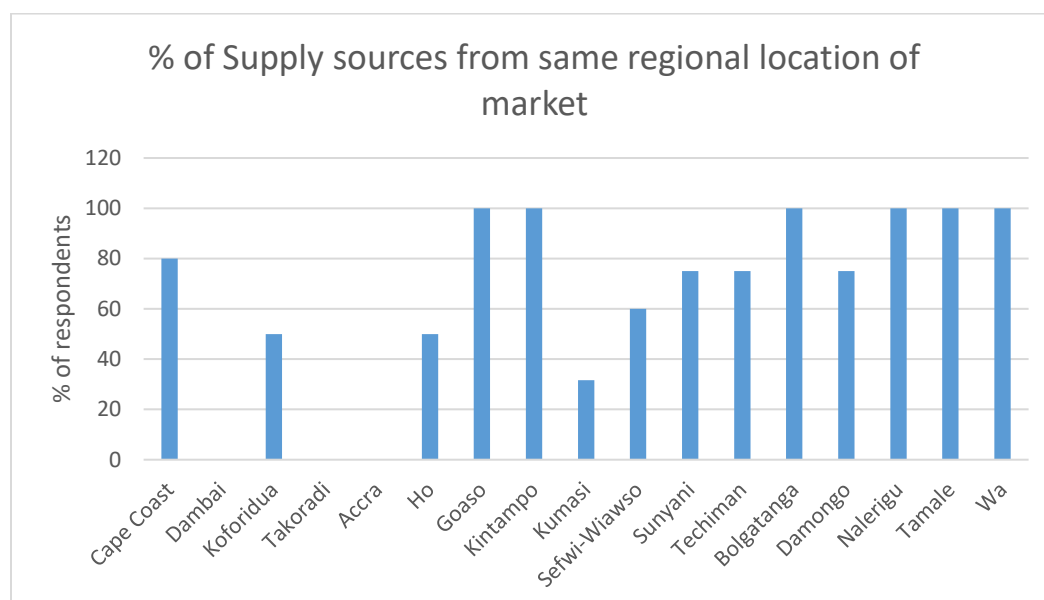 % of Supply sources from same regional location of
market
% of respondents
120
100
80
60
40
20
0
Cape Coast
Dambai
Koforidua
Takoradi
Accra
Ho
Goaso
Kintampo
Kumasi
Sefwi-Wiawso
Sunyani
Techiman
Bolgatanga
Damongo
Nalerigu
Tamale
Wa